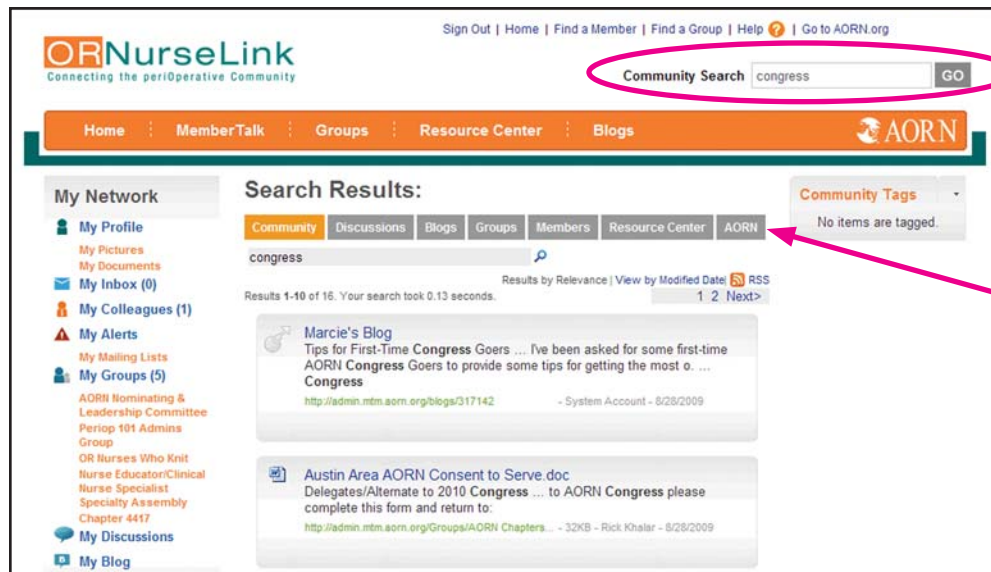 Sign Out | Home | Find a Member | Find a Group | Help ? | Go to AORN.org
ORNurseLink
Connecting the periOperative Community
Community Search congress GO
Home MemberTalk Groups Resource Center Blogs AORN
My Network
My Profile
My Pictures
My Documents
My Inbox (0)
My Colleagues (1)
My Alerts
My Mailing Lists
My Groups (5)
AORN Nominating &
Leadership Committee
Periop 101 Admins
Group
OR Nurses Who Knit
Nurse Educator/Clinical
Nurse Specialist
Specialty Assembly
Chapter 4417
My Discussions
My Blog
Search Results:
Community Discussions Blogs Groups Members Resource Center AORN
congress
Results by Relevance | View by Modified Date| RSS
Results 1-10 of 16. Your search took 0.13 seconds. 1 2 Next>
Marcie's Blog
Tips for First-Time Congress Goers ... I've been asked for some first-time
AORN Congress Goers to provide some tips for getting the most o. ...
Congress
http://admin.mtm.aorn.org/blogs/317142 - System Account - 8/28/2009
Austin Area AORN Consent to Serve.doc
Delegates/Alternate to 2010 Congress ... to AORN Congress please
complete this form and return to:
http://admin.mtm.aorn.org/Groups/AORN Chapters... - 32KB - Rick Khalar - 8/28/2009
Community Tags
No items are tagged.